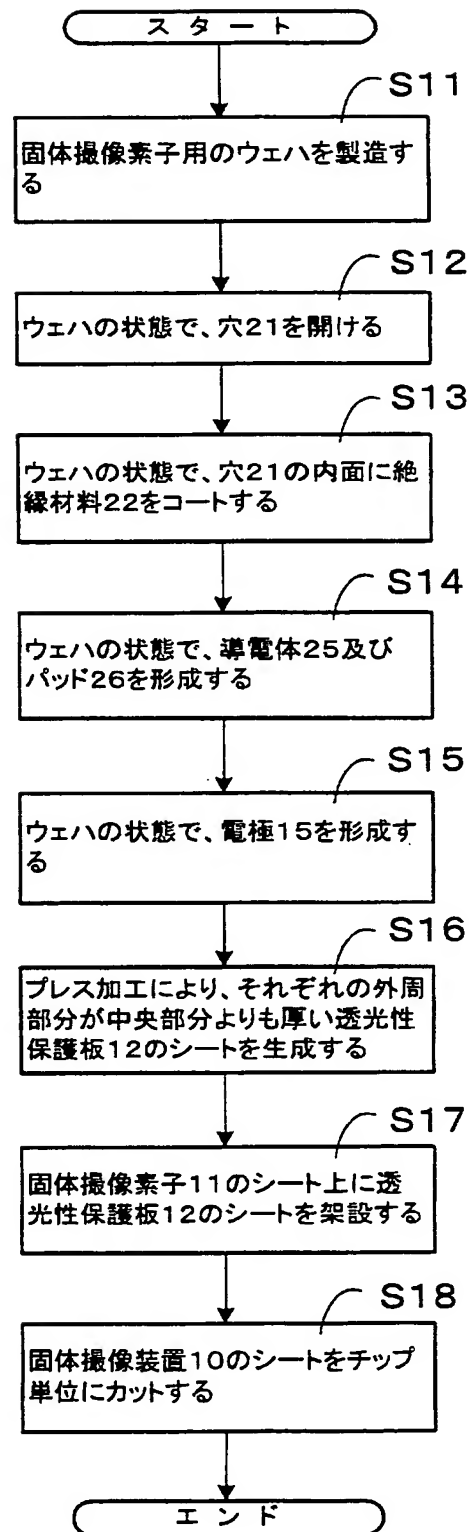 スタート
S11
固体撮像素子用のウェハを製造す
る
S12
ウェハの状態で、穴21を開ける
S13
ウェハの状態で、穴21の内面に絶
縁材料22をコートする
S14
ウェハの状態で、導電体25及び
パッド26を形成する
S15
ウェハの状態で、電極15を形成す
る
S16
プレス加工により、それぞれの外周
部分が中央部分よりも厚い透光性
保護板12のシートを生成する
S17
固体撮像素子11のシート上に透
光性保護板12のシートを架設する
S18
固体撮像装置10のシートをチップ
単位にカットする
エンド